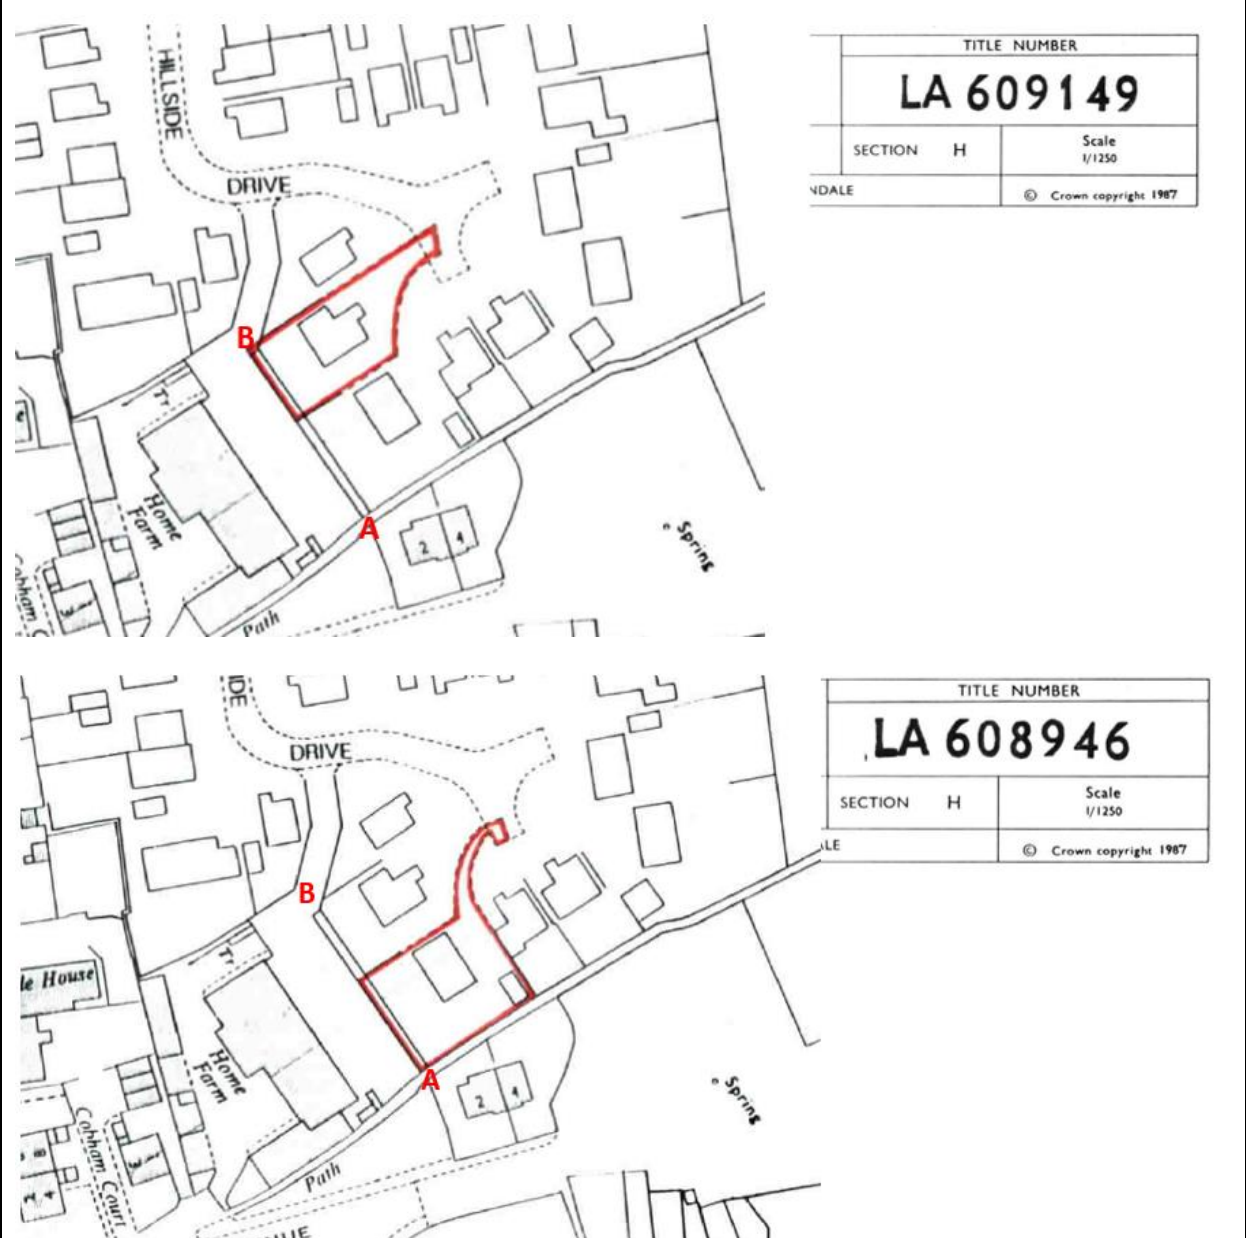 HILLSIDE
DRIVE
B
Tr
Home
Farm
A
2 4
Spring
Path
TITLE NUMBER
LA 609149
SECTION H
Scale
1/1250
NDALE
© Crown copyright 1987
IDE
DRIVE
B
Tr
le House
Home
Farm
A
2 4
Spring
Cobham Court
Path
TITLE NUMBER
LA 608946
SECTION H
Scale
1/1250
LE
© Crown copyright 1987